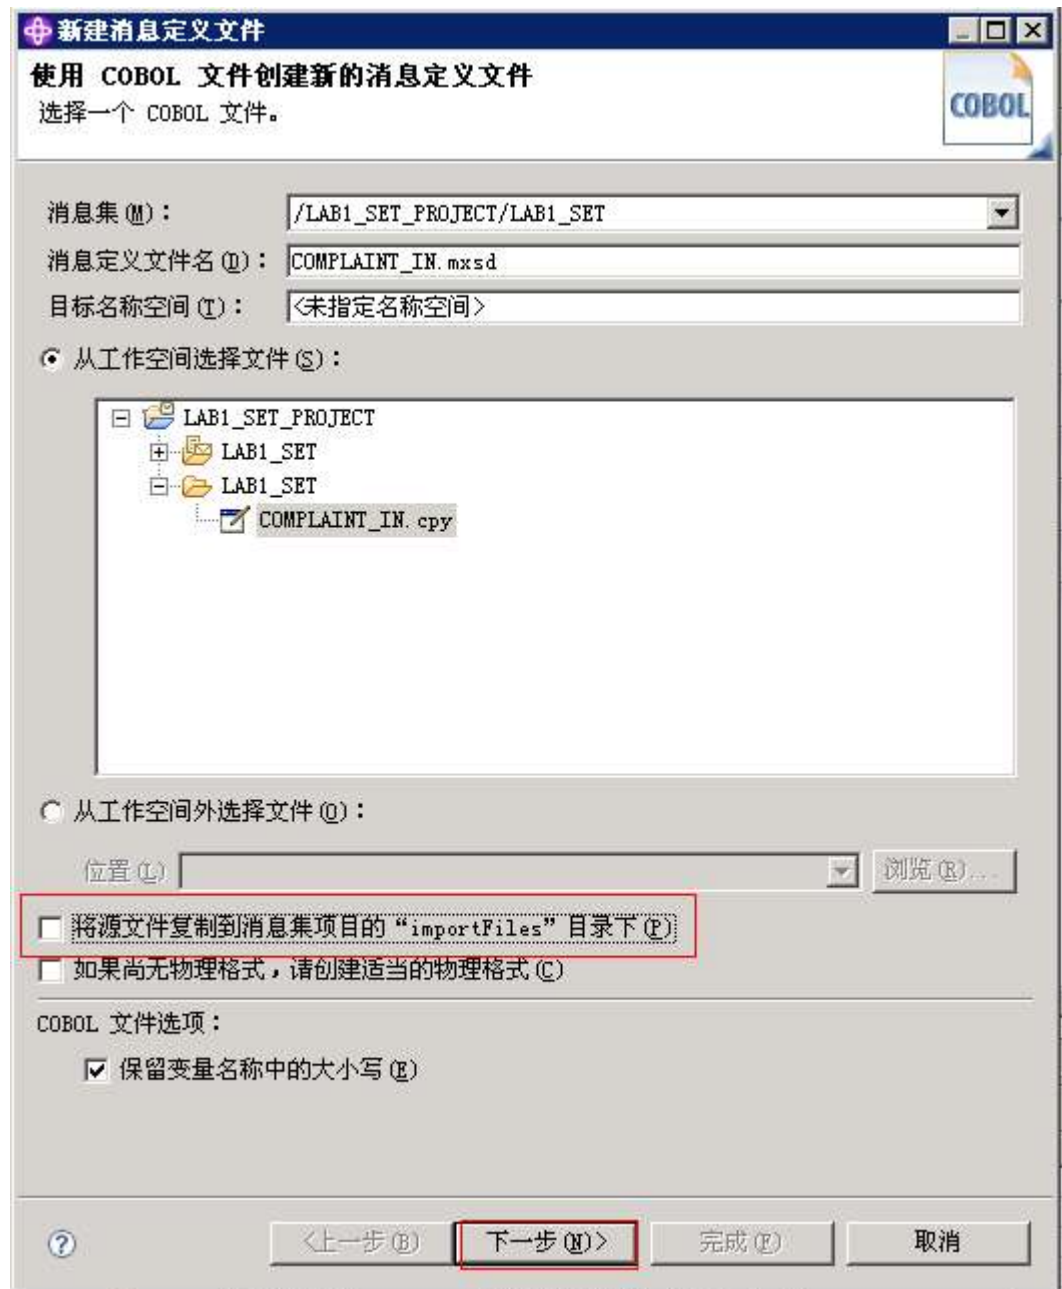 新建消息定义文件
使用 COBOL 文件创建新的消息定义文件
选择一个 COBOL 文件。
COBOL
消息集(M)： /LAB1_SET_PROJECT/LAB1_SET
消息定义文件名(D)： COMPLAINT_IN.mxsd
目标名称空间(T)： <未指定名称空间>
从工作空间选择文件(S)：
LAB1_SET_PROJECT
LAB1_SET
LAB1_SET
COMPLAINT_IN.cpy
从工作空间外选择文件(O)：
位置(L) 浏览(R)...
将源文件复制到消息集项目的“importFiles”目录下(P)
如果尚无物理格式，请创建适当的物理格式(C)
COBOL 文件选项：
保留变量名称中的大小写(E)
<上一步(B) 下一步(N)> 完成(F) 取消